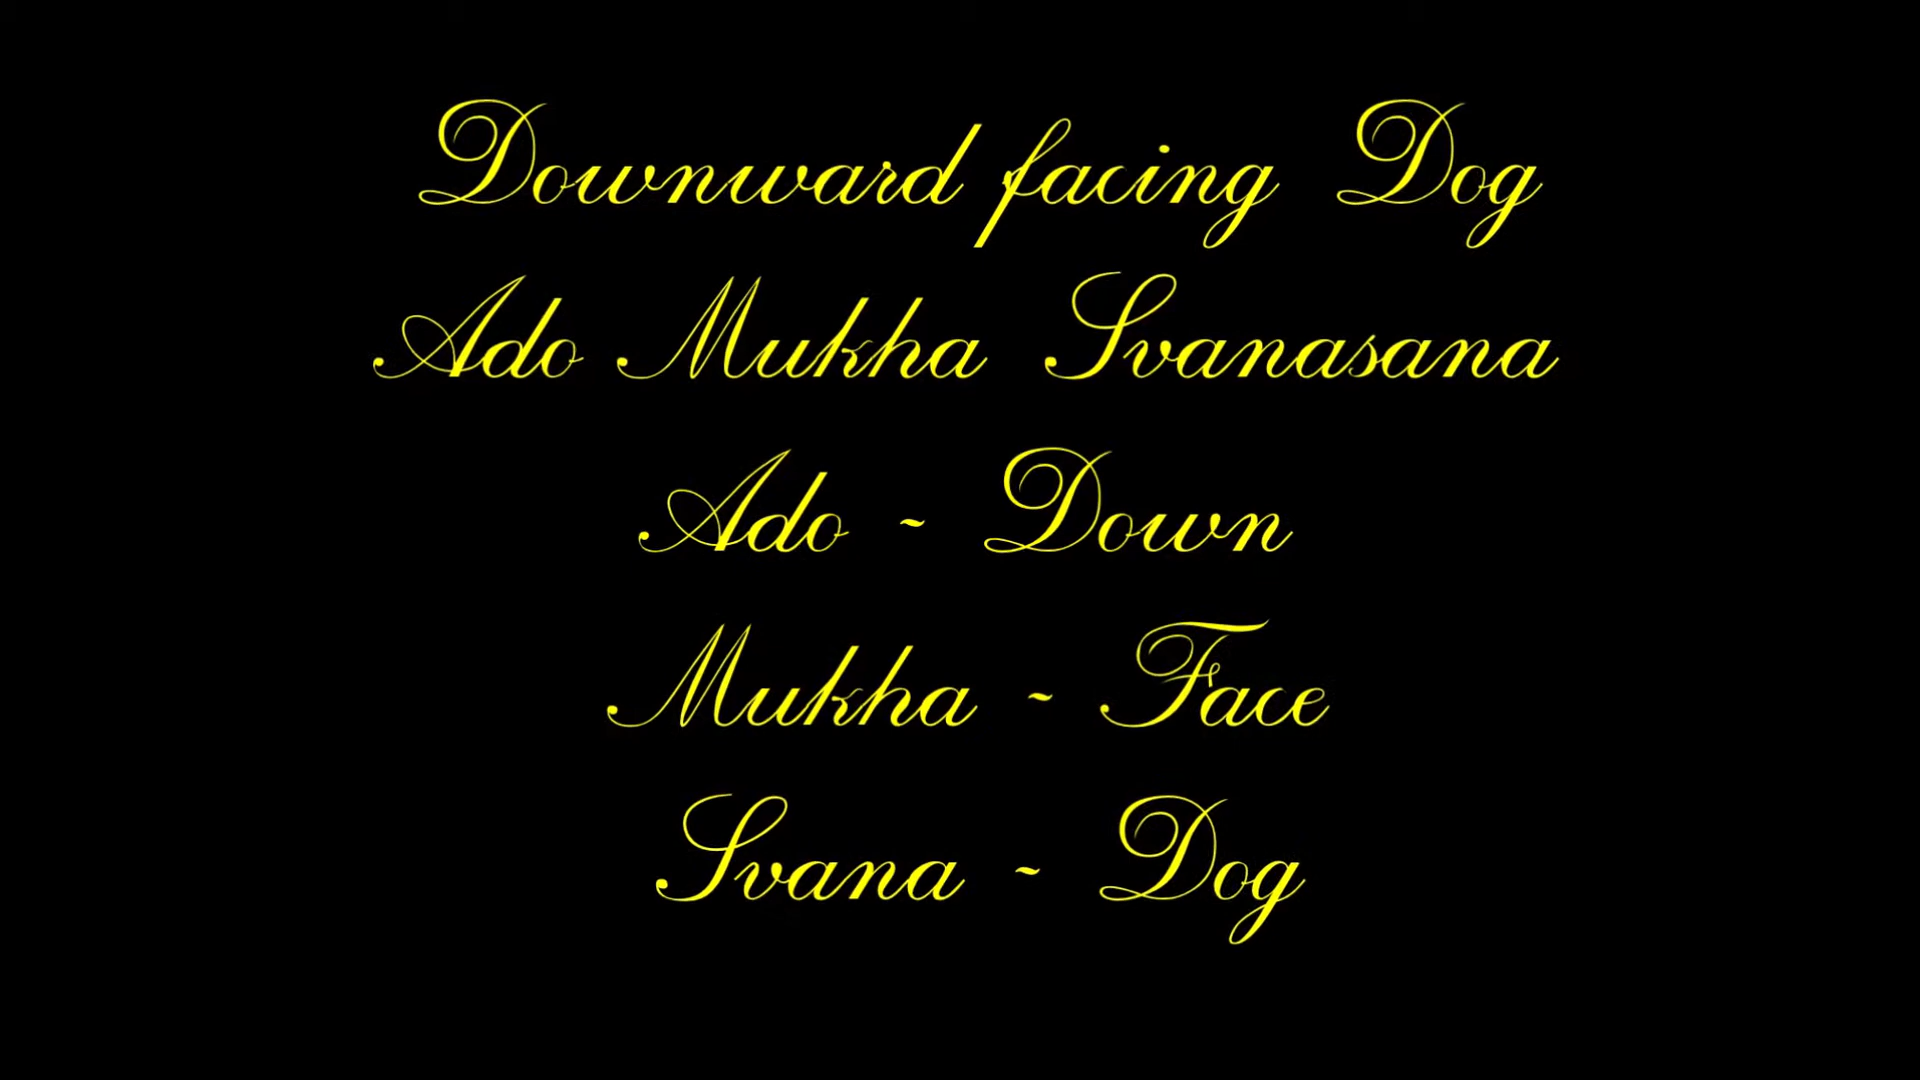 Downward facing Dog
Ado Mukha Svanasana
Ado - Down
Mukha - Face
Svana - Dog